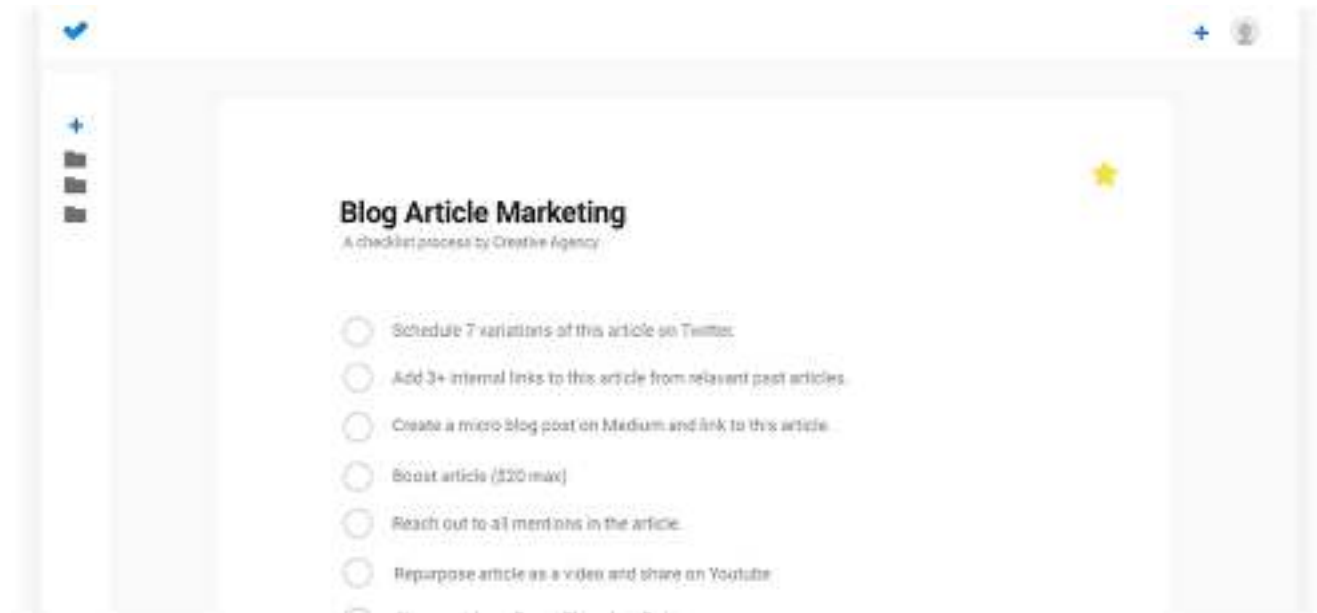 Blog Article Marketing
A checklist process by Creative Agency
Schedule 7 variations of this article on Twitter.
Add 3+ internal links to this article from relevant past articles.
Create a micro blog post on Medium and link to this article.
Boost article ($20 max)
Reach out to all mentions in the article.
Repurpose article as a video and share on Youtube